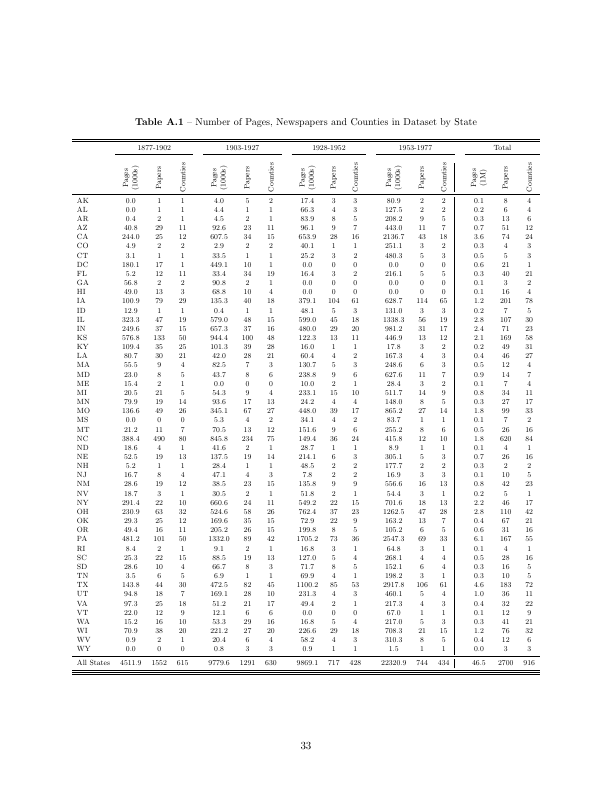 Table A.1 – Number of Pages, Newspapers and Counties in Dataset by State
1877-1902 1903-1927 1928-1952 1953-1977 Total
Pages (1000s) Papers Counties Pages (1000s) Papers Counties Pages (1000s) Papers Counties Pages (1000s) Papers Counties Pages (1M) Papers Counties
AK 0.0 1 1 4.0 5 2 17.4 3 3 80.9 2 2 0.1 8 4
AL 0.0 1 1 4.4 1 1 66.3 4 3 127.5 2 2 0.2 6 4
AR 0.4 2 1 4.5 2 1 83.9 8 5 208.2 9 5 0.3 13 6
AZ 40.8 29 11 92.6 23 11 96.1 9 7 443.0 11 7 0.7 51 12
CA 244.0 25 12 607.5 34 15 653.9 28 16 2136.7 43 18 3.6 74 24
CO 4.9 2 2 2.9 2 2 40.1 1 1 251.1 3 2 0.3 4 3
CT 3.1 1 1 33.5 1 1 25.2 3 2 480.3 5 3 0.5 5 3
DC 180.1 17 1 449.1 10 1 0.0 0 0 0.0 0 0 0.6 21 1
FL 5.2 12 11 33.4 34 19 16.4 3 2 216.1 5 5 0.3 40 21
GA 56.8 2 2 90.8 2 1 0.0 0 0 0.0 0 0 0.1 3 2
HI 49.0 13 3 68.8 10 4 0.0 0 0 0.0 0 0 0.1 16 4
IA 100.9 79 29 135.3 40 18 379.1 104 61 628.7 114 65 1.2 201 78
ID 12.9 1 1 0.4 1 1 48.1 5 3 131.0 3 3 0.2 7 5
IL 323.3 47 19 579.0 48 15 599.0 45 18 1338.3 56 19 2.8 107 30
IN 249.6 37 15 657.3 37 16 480.0 29 20 981.2 31 17 2.4 71 23
KS 576.8 133 50 944.4 100 48 122.3 13 11 446.9 13 12 2.1 169 58
KY 109.4 35 25 101.3 39 28 16.0 1 1 17.8 3 2 0.2 49 31
LA 80.7 30 21 42.0 28 21 60.4 4 2 167.3 4 3 0.4 46 27
MA 55.5 9 4 82.5 7 3 130.7 5 3 248.6 6 3 0.5 12 4
MD 23.0 8 5 43.7 8 6 238.8 9 6 627.6 11 7 0.9 14 7
ME 15.4 2 1 0.0 0 0 10.0 2 1 28.4 3 2 0.1 7 4
MI 20.5 21 5 54.3 9 4 233.1 15 10 511.7 14 9 0.8 34 11
MN 79.9 19 14 93.6 17 13 24.2 4 4 148.0 8 5 0.3 27 17
MO 136.6 49 26 345.1 67 27 448.0 39 17 865.2 27 14 1.8 99 33
MS 0.0 0 0 5.3 4 2 34.1 4 2 83.7 1 1 0.1 7 2
MT 21.2 11 7 70.5 13 12 151.6 9 6 255.2 8 6 0.5 26 16
NC 388.4 490 80 845.8 234 75 149.4 36 24 415.8 12 10 1.8 620 84
ND 18.6 4 1 41.6 2 1 28.7 1 1 8.9 1 1 0.1 4 1
NE 52.5 19 13 137.5 19 14 214.1 6 3 305.1 5 3 0.7 26 16
NH 5.2 1 1 28.4 1 1 48.5 2 2 177.7 2 2 0.3 2 2
NJ 16.7 8 4 47.1 4 3 7.8 2 2 16.9 3 3 0.1 10 5
NM 28.6 19 12 38.5 23 15 135.8 9 9 556.6 16 13 0.8 42 23
NV 18.7 3 1 30.5 2 1 51.8 2 1 54.4 3 1 0.2 5 1
NY 291.4 22 10 660.6 24 11 549.2 22 15 701.6 18 13 2.2 46 17
OH 230.9 63 32 524.6 58 26 762.4 37 23 1262.5 47 28 2.8 110 42
OK 29.3 25 12 169.6 35 15 72.9 22 9 163.2 13 7 0.4 67 21
OR 49.4 16 11 205.2 26 15 199.8 8 5 105.2 6 5 0.6 31 16
PA 481.2 101 50 1332.0 89 42 1705.2 73 36 2547.3 69 33 6.1 167 55
RI 8.4 2 1 9.1 2 1 16.8 3 1 64.8 3 1 0.1 4 1
SC 25.3 22 15 88.5 19 13 127.0 5 4 268.1 4 4 0.5 28 16
SD 28.6 10 4 66.7 8 3 71.7 8 5 152.1 6 4 0.3 16 5
TN 3.5 6 5 6.9 1 1 69.9 4 1 198.2 3 1 0.3 10 5
TX 143.8 44 30 472.5 82 45 1100.2 85 53 2917.8 106 61 4.6 183 72
UT 94.8 18 7 169.1 28 10 231.3 4 3 460.1 5 4 1.0 36 11
VA 97.3 25 18 51.2 21 17 49.4 2 1 217.3 4 3 0.4 32 22
VT 22.0 12 9 12.1 6 6 0.0 0 0 67.0 1 1 0.1 12 9
WA 15.2 16 10 53.3 29 16 16.8 5 4 217.0 5 3 0.3 41 21
WI 70.9 38 20 221.2 27 20 226.6 29 18 708.3 21 15 1.2 76 32
WV 0.9 2 1 20.4 6 4 58.2 4 3 310.3 8 5 0.4 12 6
WY 0.0 0 0 0.8 3 3 0.9 1 1 1.5 1 1 0.0 3 3
All States 4511.9 1552 615 9779.6 1291 630 9869.1 717 428 22320.9 744 434 46.5 2700 916
33